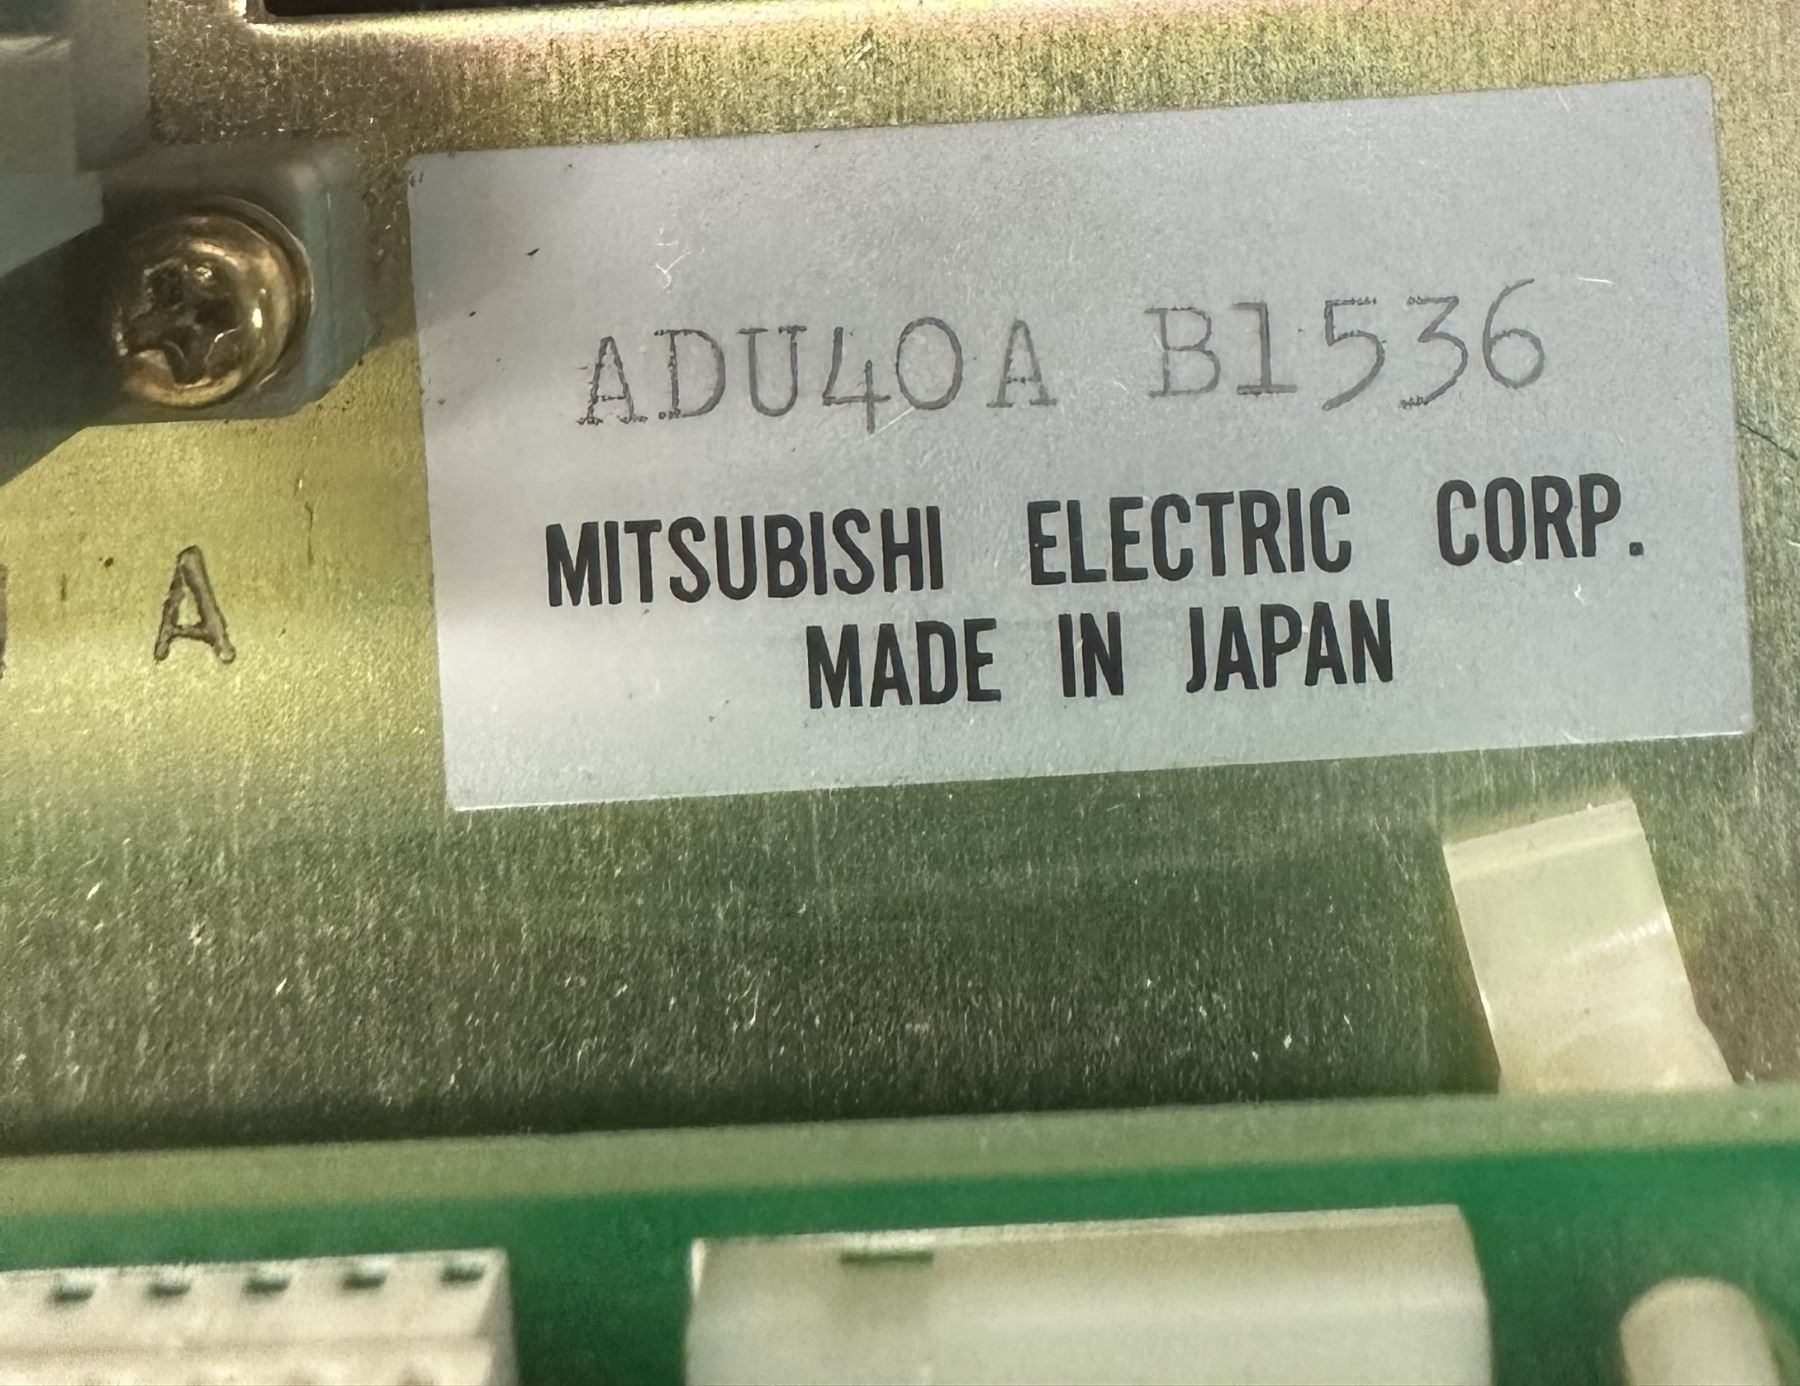 ADU40A B1536
MITSUBISHI ELECTRIC CORP.
MADE IN JAPAN
A